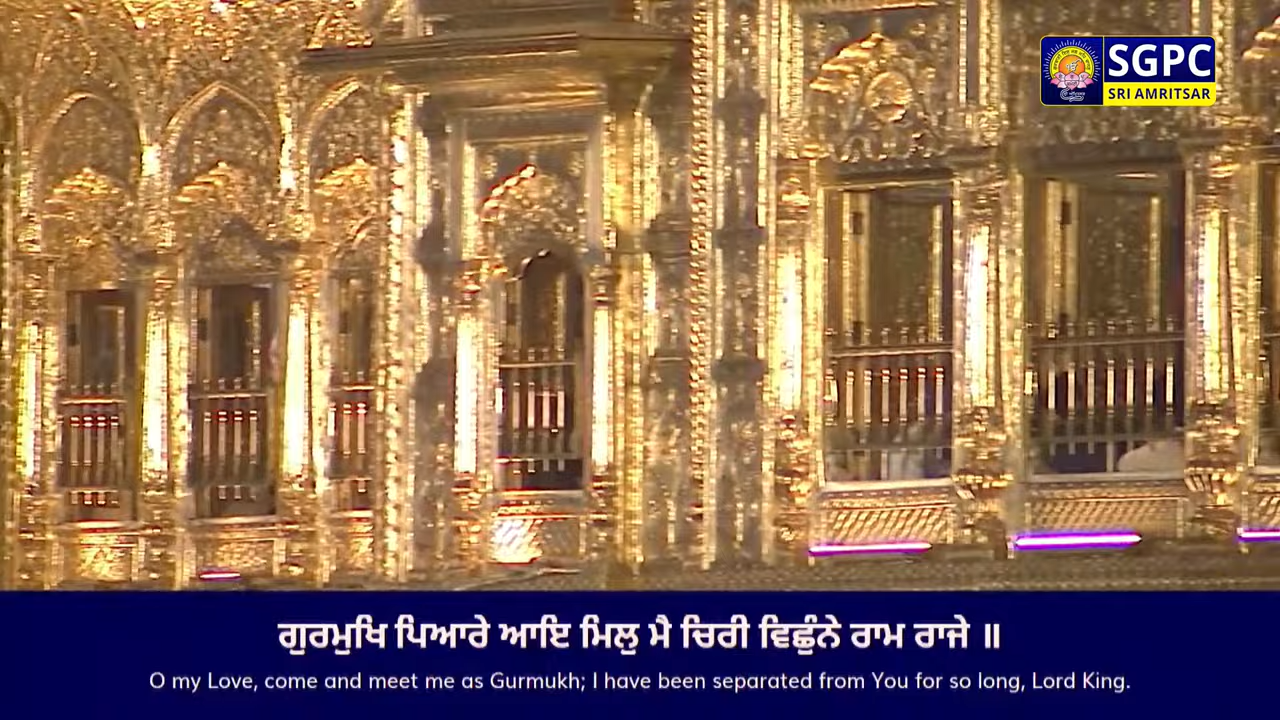 SGPC
SRI AMRITSAR
ਗੁਰਮੁਖਿ ਪਿਆਰੇ ਆਇ ਮਿਲੁ ਮੈ ਚਿਰੀ ਵਿਛੁੰਨੇ ਰਾਮ ਰਾਜੇ ॥
O my Love, come and meet me as Gurmukh; I have been separated from You for so long, Lord King.